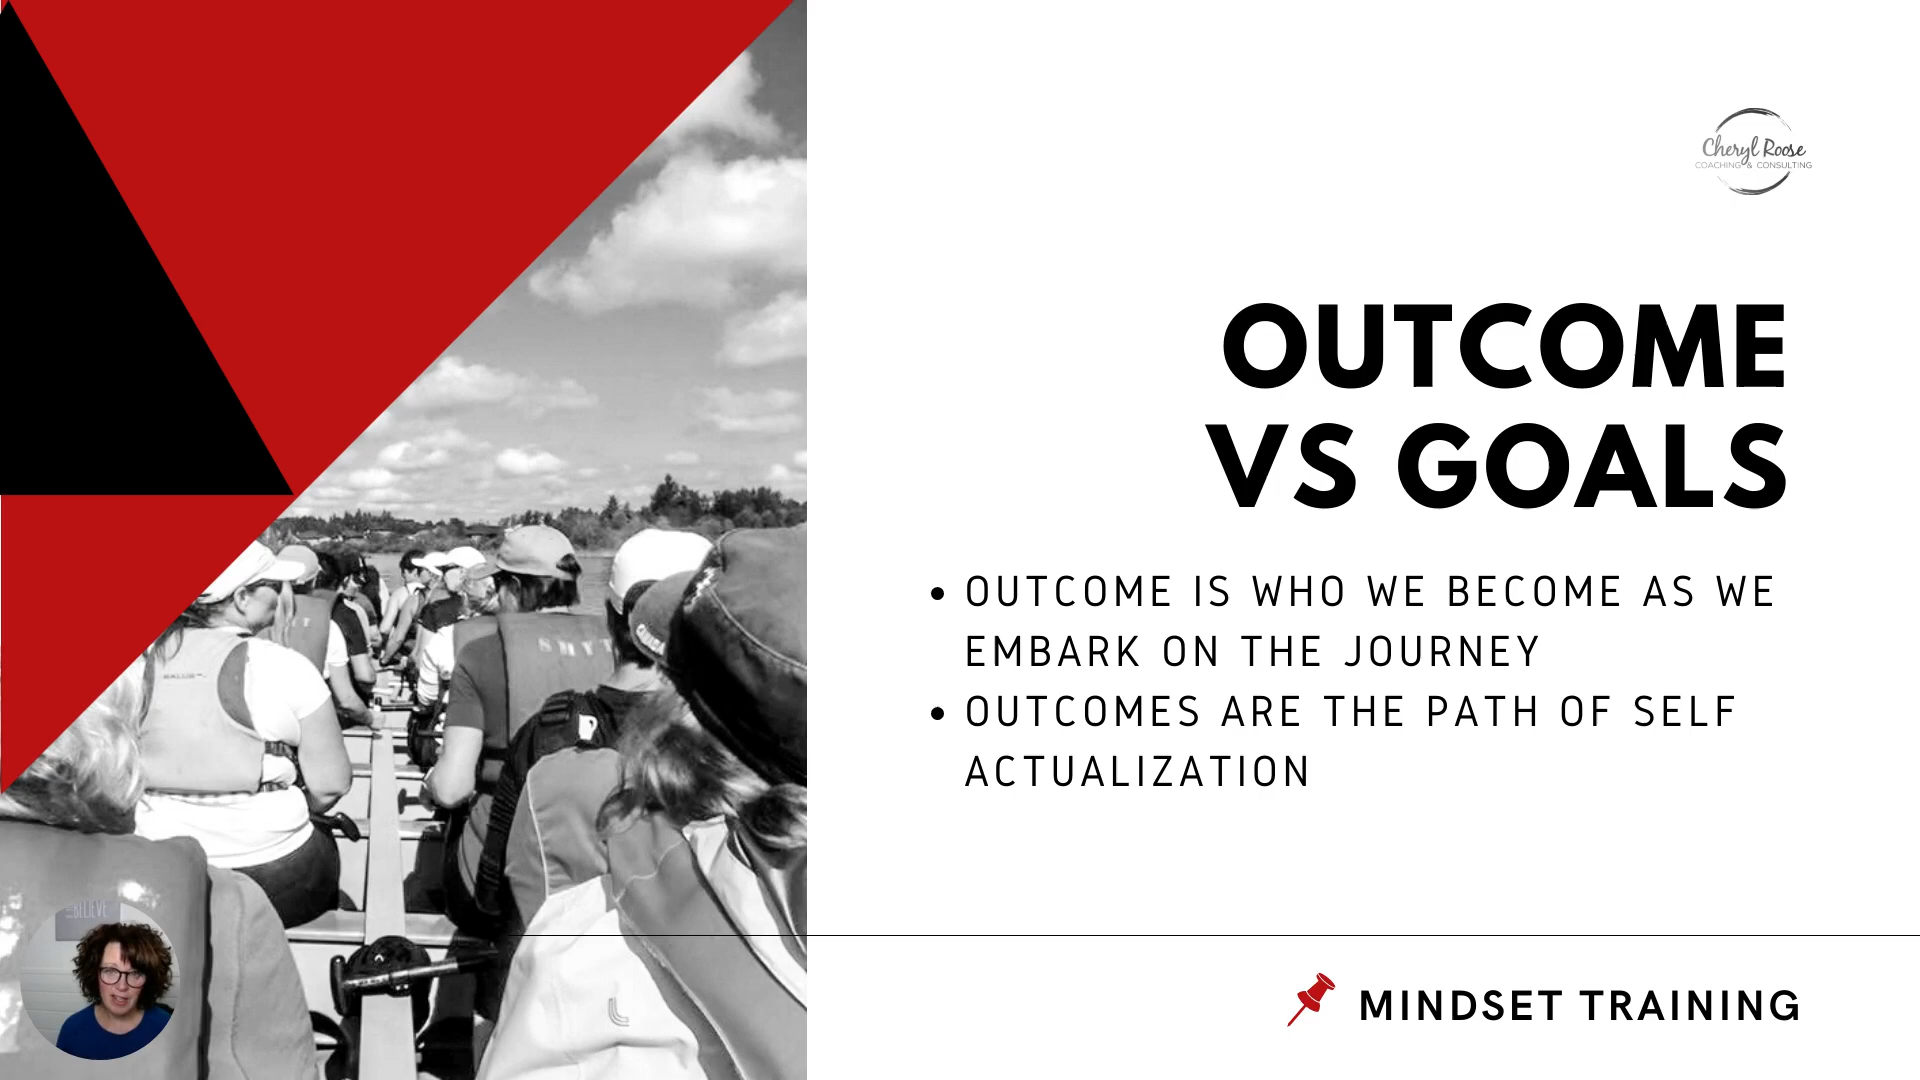 Cheryl Roose
COACHING & CONSULTING
OUTCOME
VS GOALS
• OUTCOME IS WHO WE BECOME AS WE
EMBARK ON THE JOURNEY
• OUTCOMES ARE THE PATH OF SELF
ACTUALIZATION
BELIEVE
MINDSET TRAINING